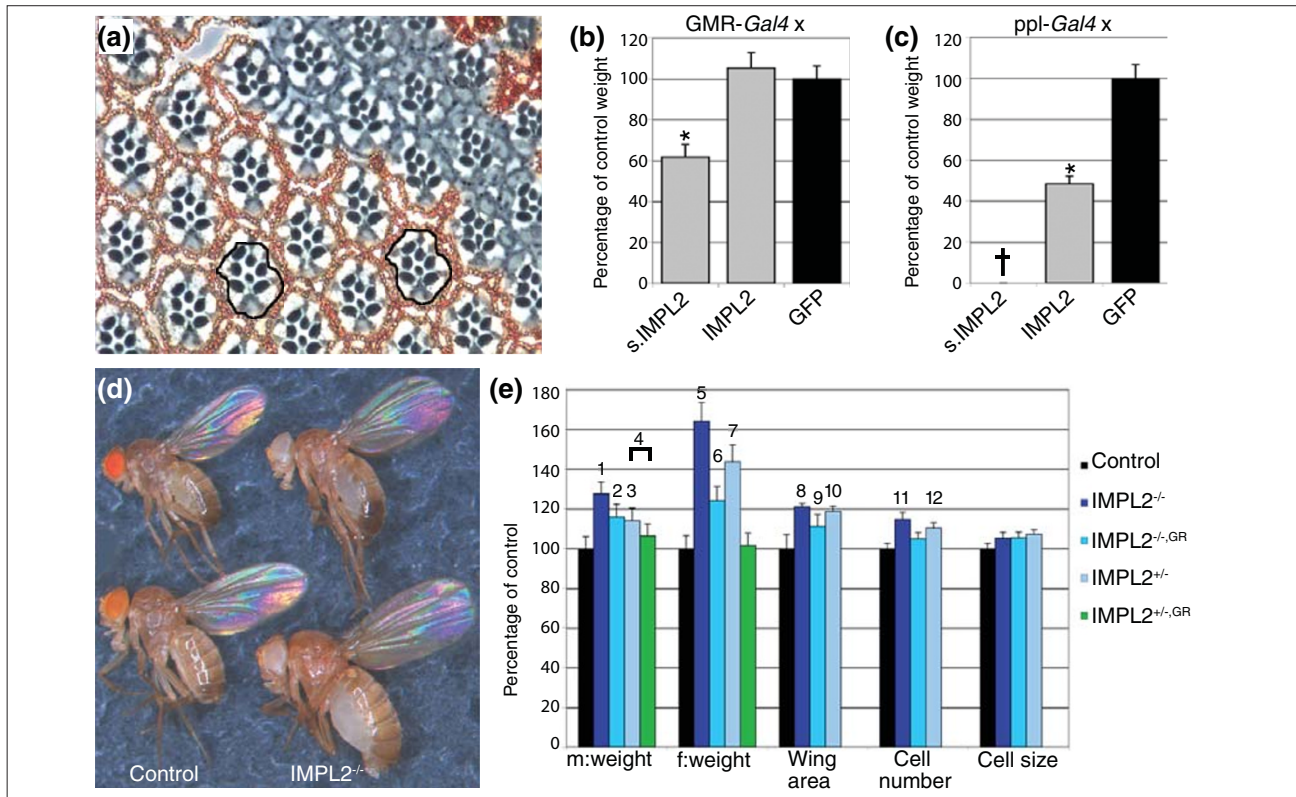 (a)
(b)
GMR-Gal4 x
Percentage of control weight
120
100
80
60
40
20
0
*
s.IMPL2
IMPL2
GFP
(c)
ppl-Gal4 x
Percentage of control weight
120
100
80
60
40
20
0
†
*
s.IMPL2
IMPL2
GFP
(d)
Control
IMPL2-/-
(e)
Percentage of control
180
160
140
120
100
80
60
40
20
0
1
2
3
4
5
6
7
8
9
10
11
12
m:weight
f:weight
Wing
area
Cell
number
Cell size
Control
IMPL2-/-
IMPL2-/-,GR
IMPL2+/-
IMPL2+/-,GR